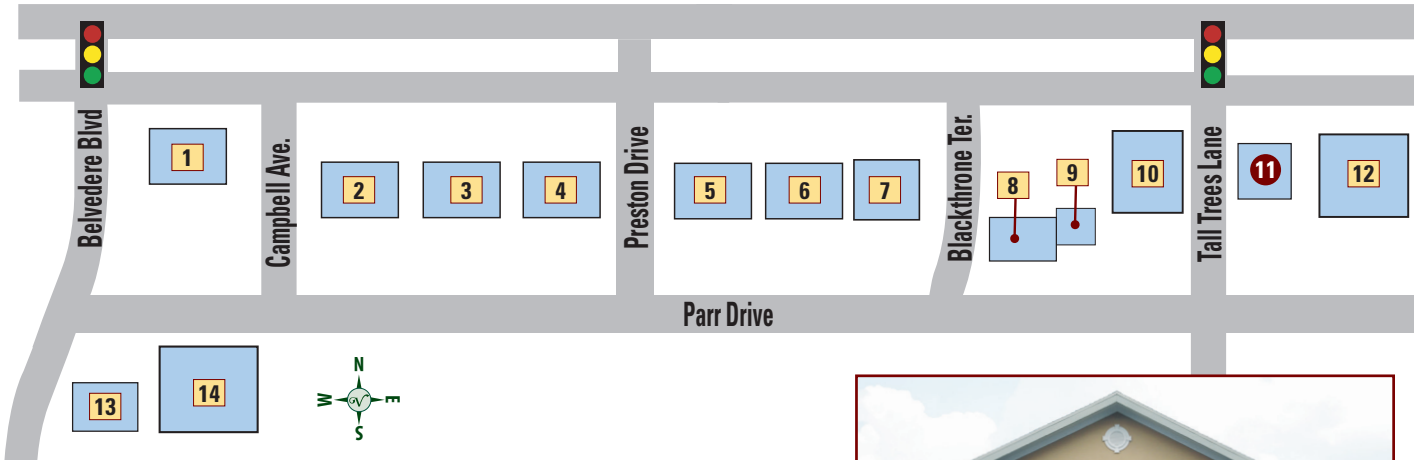 Belvedere Blvd
Campbell Ave.
Preston Drive
Blackthrone Ter.
Tall Trees Lane
1
2
3
4
5
6
7
8
9
10
11
12
Parr Drive
13
14
N
W
V
E
S